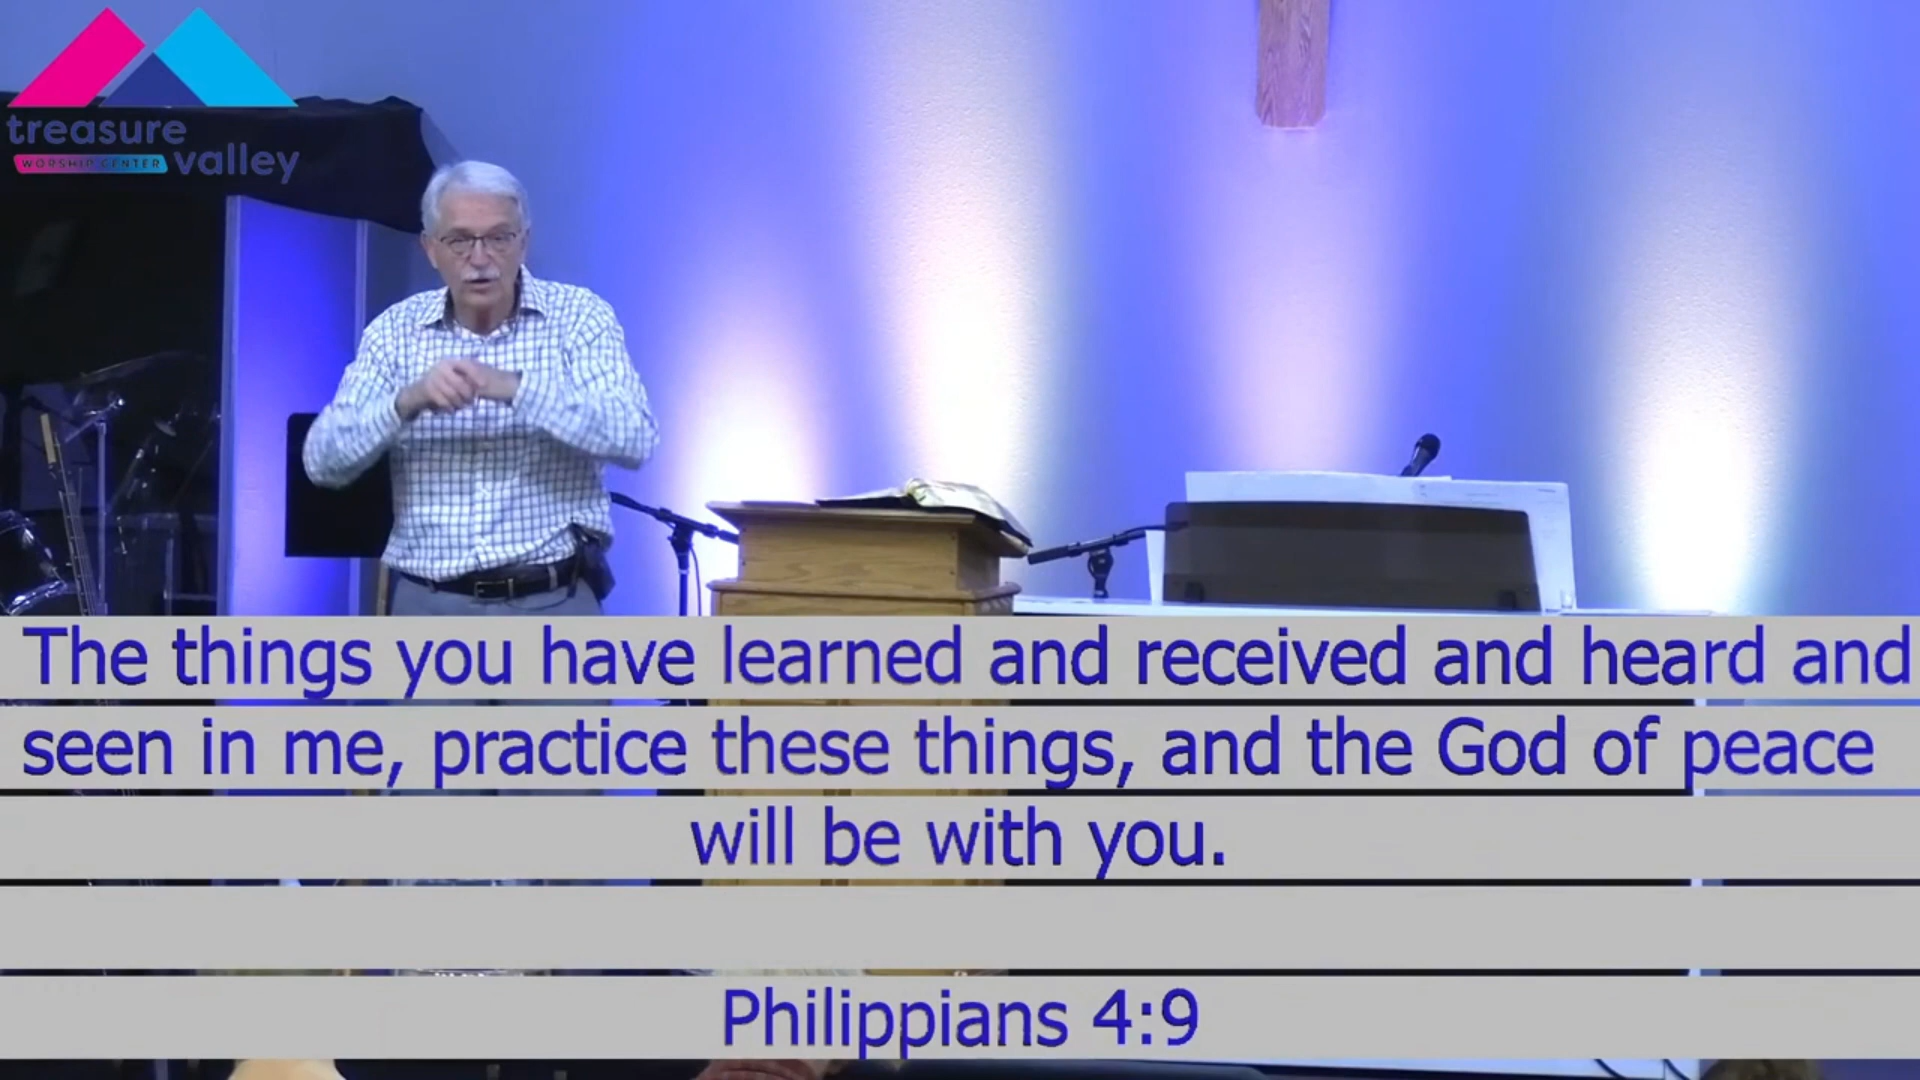 treasure
WORSHIP CENTER valley
The things you have learned and received and heard and
seen in me, practice these things, and the God of peace
will be with you.
Philippians 4:9